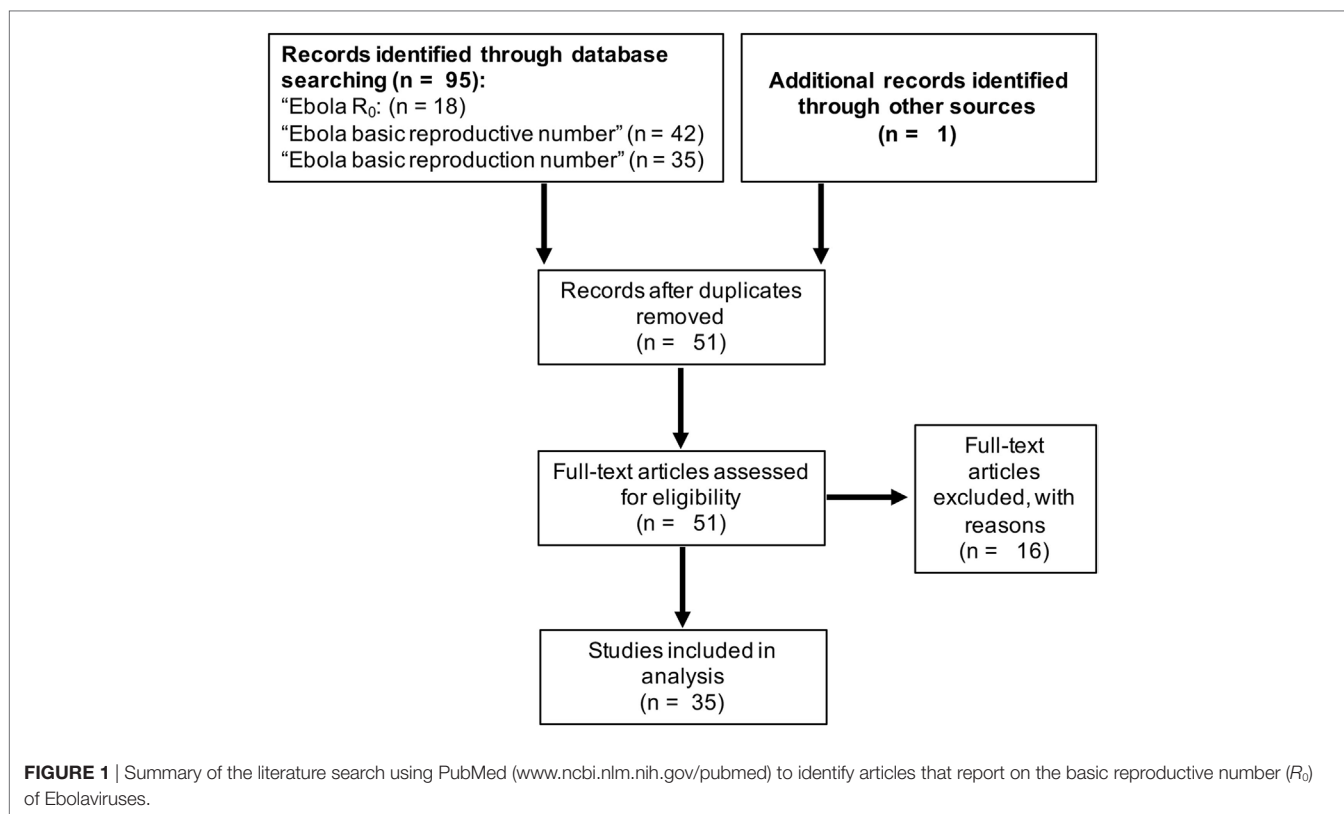 Records identified through database
searching (n = 95):
“Ebola R₀: (n = 18)
“Ebola basic reproductive number” (n = 42)
“Ebola basic reproduction number” (n = 35)
Additional records identified
through other sources
(n = 1)
Records after duplicates
removed
(n = 51)
Full-text articles assessed
for eligibility
(n = 51)
Full-text
articles
excluded, with
reasons
(n = 16)
Studies included in
analysis
(n = 35)
FIGURE 1 | Summary of the literature search using PubMed (www.ncbi.nlm.nih.gov/pubmed) to identify articles that report on the basic reproductive number (R₀)
of Ebolaviruses.